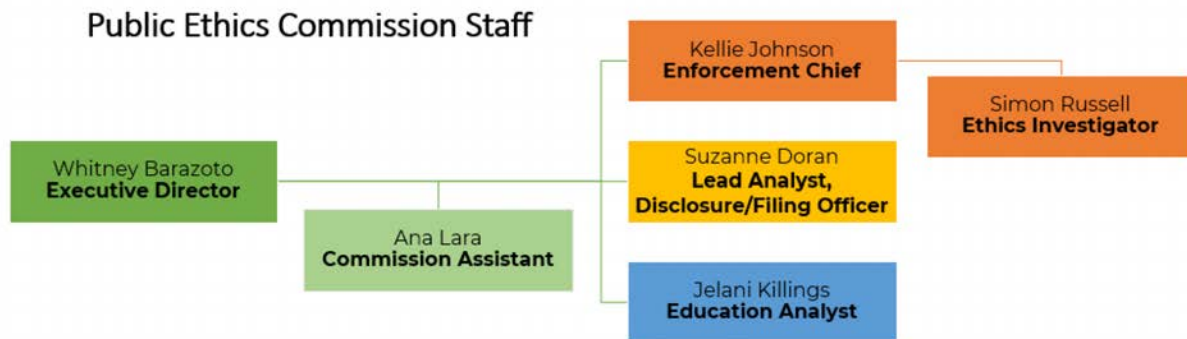 Public Ethics Commission Staff
Kellie Johnson
Enforcement Chief
Simon Russell
Ethics Investigator
Whitney Barazoto
Executive Director
Suzanne Doran
Lead Analyst,
Disclosure/Filing Officer
Ana Lara
Commission Assistant
Jelani Killings
Education Analyst